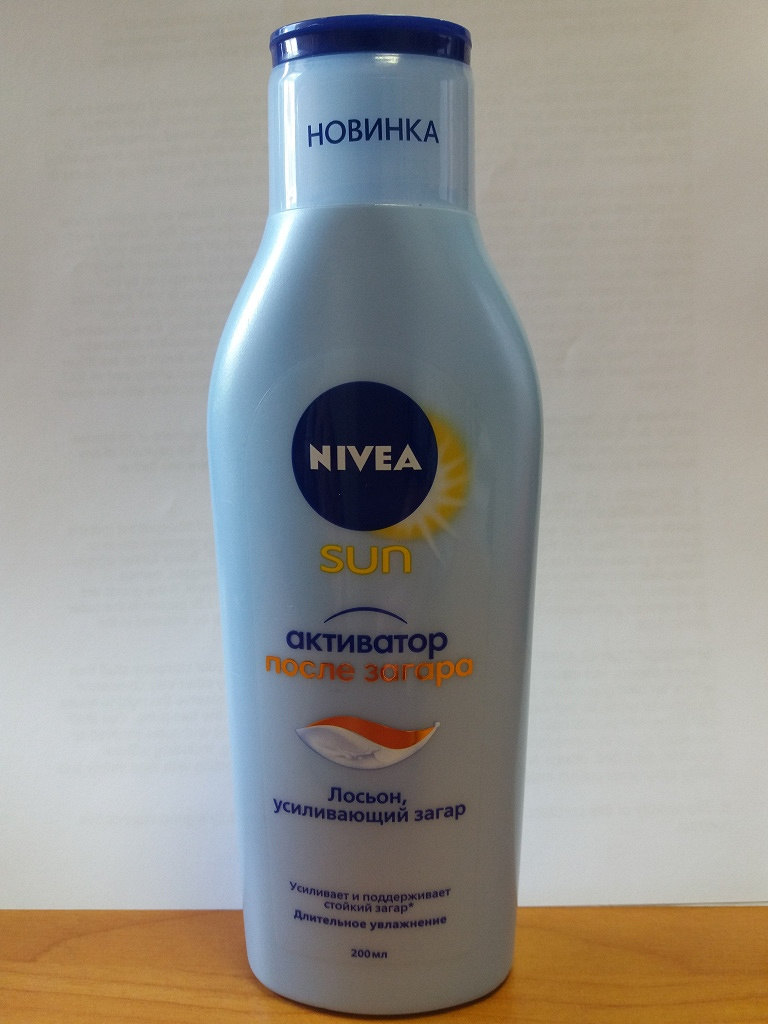 НОВИНКА
NIVEA
sun
активатор
после загара
Лосьон,
усиливающий загар
Усиливает и поддерживает
стойкий загар*
Длительное увлажнение
200мл